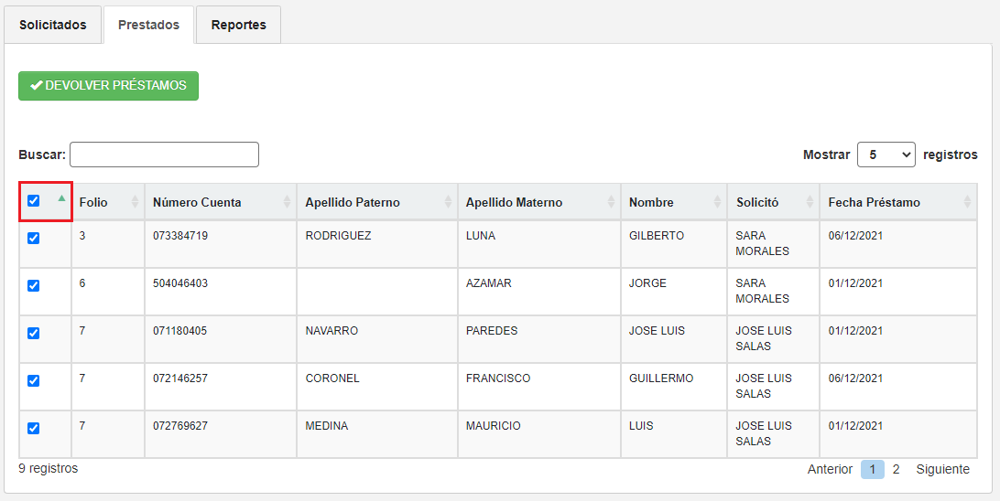 Solicitados Prestados Reportes
DEVOLVER PRÉSTAMOS
Buscar: Mostrar 5 registros
Folio Número Cuenta Apellido Paterno Apellido Materno Nombre Solicitó Fecha Préstamo
3 073384719 RODRIGUEZ LUNA GILBERTO SARA MORALES 06/12/2021
6 504046403 AZAMAR JORGE SARA MORALES 01/12/2021
7 071180405 NAVARRO PAREDES JOSE LUIS JOSE LUIS SALAS 01/12/2021
7 072146257 CORONEL FRANCISCO GUILLERMO JOSE LUIS SALAS 06/12/2021
7 072769627 MEDINA MAURICIO LUIS JOSE LUIS SALAS 01/12/2021
9 registros Anterior 1 2 Siguiente